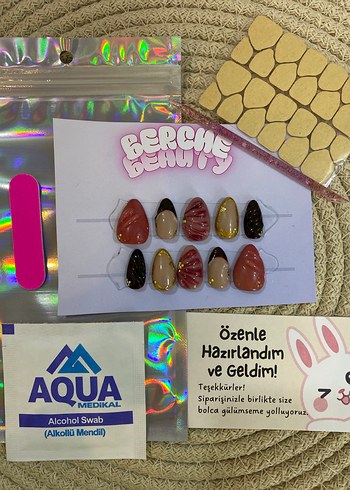 BERCHE
BEAUTY
AQUA
MEDİKAL
Alcohol Swab
(Alkollü Mendil)
Özenle
Hazırlandım
ve Geldim!
Teşekkürler!
Siparişinizle birlikte size
bolca gülümseme yolluyoruz.